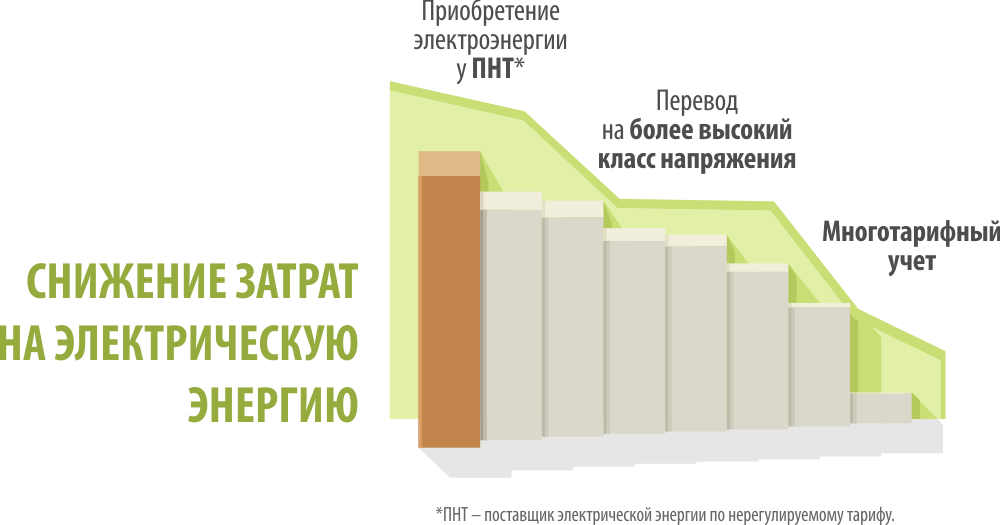 Приобретение
электроэнергии
у ПНТ*
Перевод
на более высокий
класс напряжения
Многотарифный
учет
СНИЖЕНИЕ ЗАТРАТ
НА ЭЛЕКТРИЧЕСКУЮ
ЭНЕРГИЮ
*ПНТ – поставщик электрической энергии по нерегулируемому тарифу.